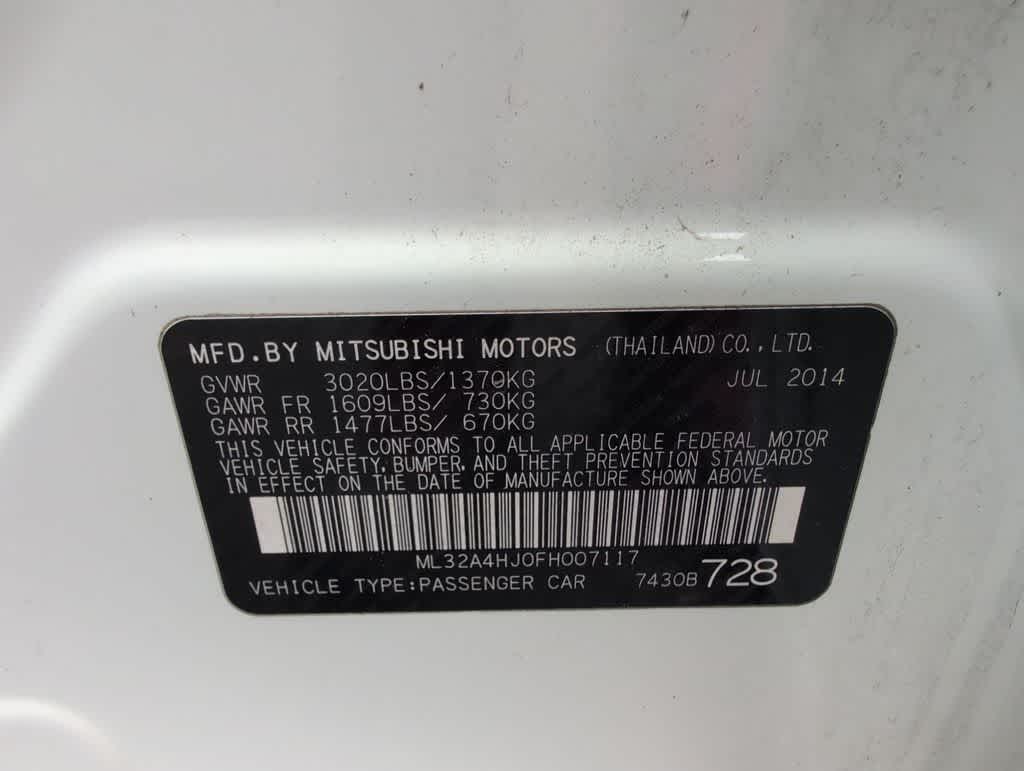 MFD.BY MITSUBISHI MOTORS (THAILAND)CO.,LTD.
GVWR 3020LBS/1370KG JUL 2014
GAWR FR 1609LBS/ 730KG
GAWR RR 1477LBS/ 670KG
THIS VEHICLE CONFORMS TO ALL APPLICABLE FEDERAL MOTOR
VEHICLE SAFETY, BUMPER, AND THEFT PREVENTION STANDARDS
IN EFFECT ON THE DATE OF MANUFACTURE SHOWN ABOVE.
ML32A4HJ0FH007117
VEHICLE TYPE:PASSENGER CAR 7430B 728